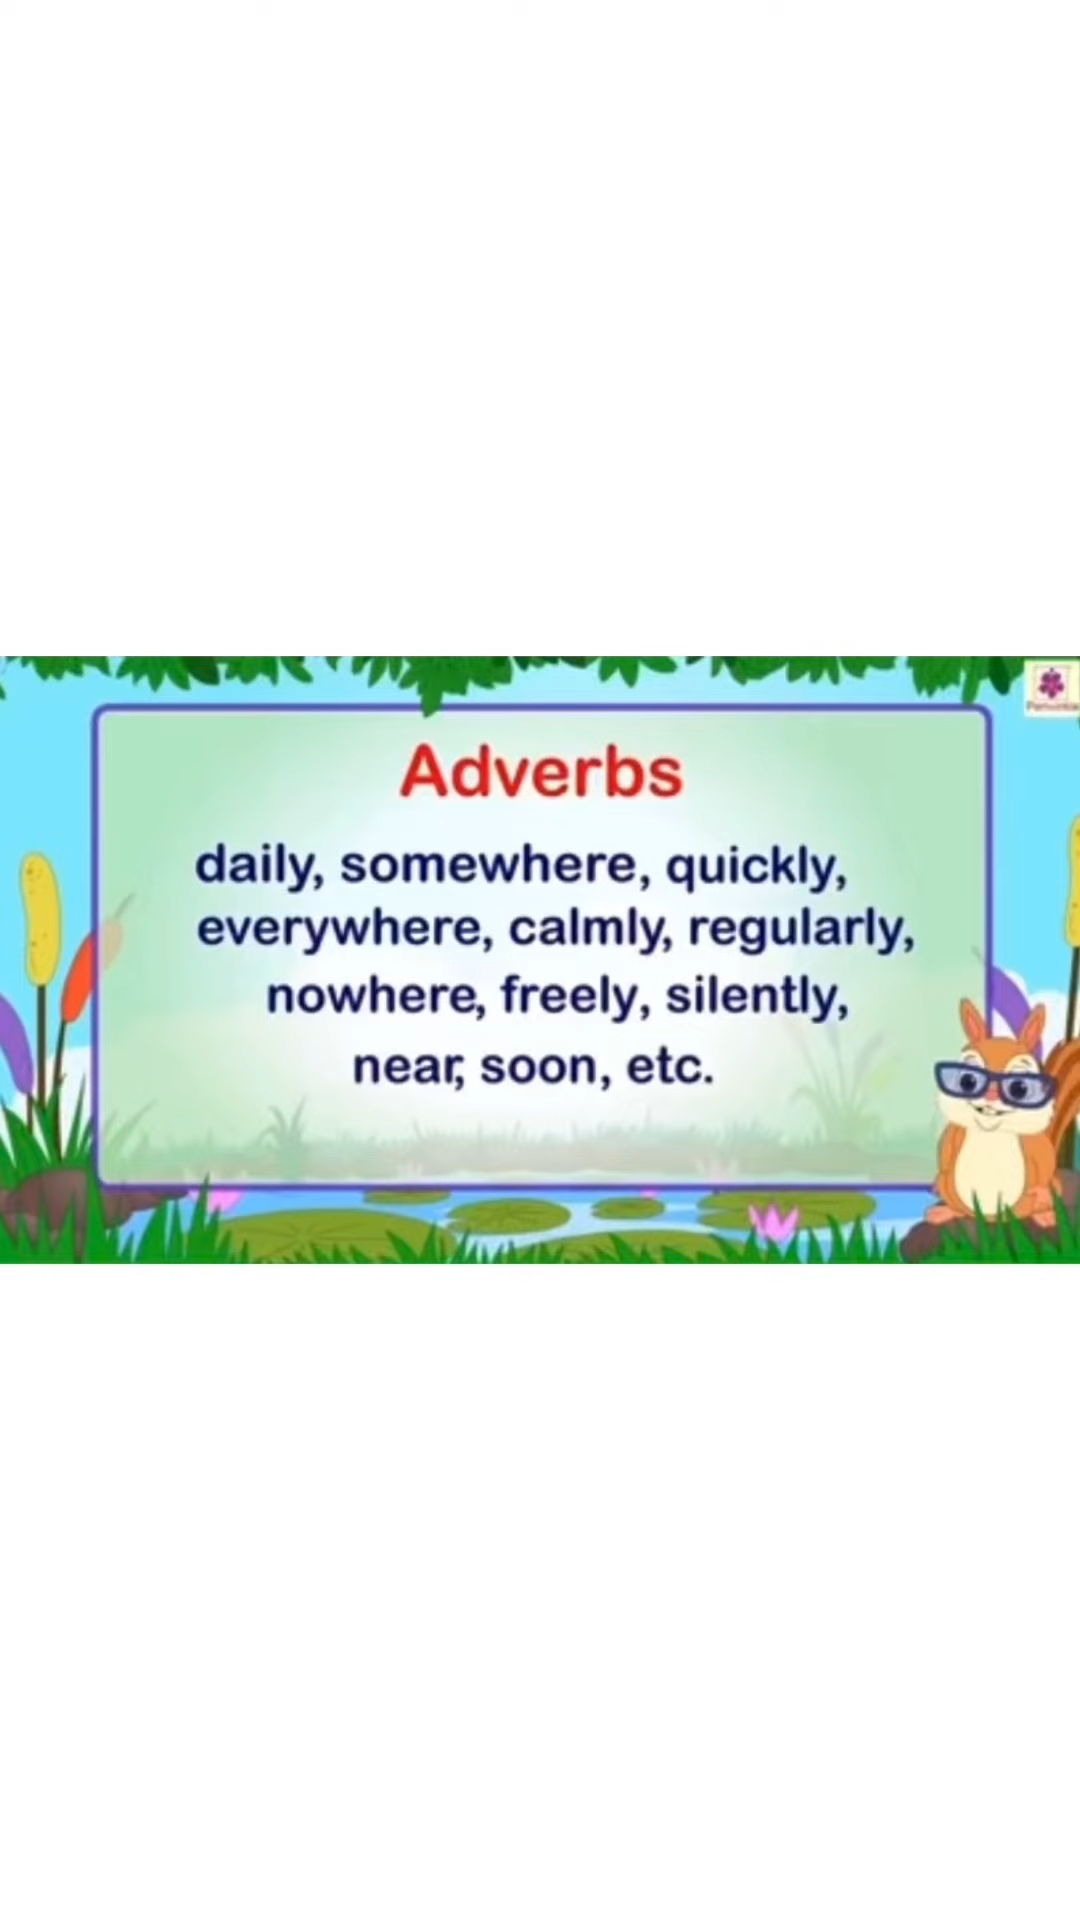 Adverbs
daily, somewhere, quickly,
everywhere, calmly, regularly,
nowhere, freely, silently,
near, soon, etc.